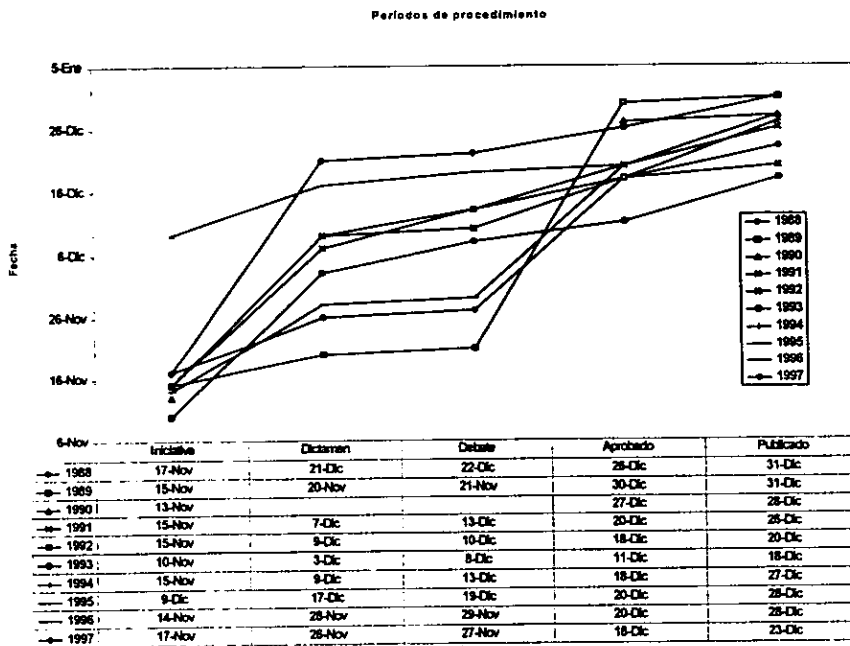 Períodos de procedimiento
5-Ene
26-Dic
16-Dic
6-Dic
26-Nov
16-Nov
6-Nov
Fecha
1988
1989
1990
1991
1992
1993
1994
1995
1996
1997
Iniciativa Dictamen Debate Aprobado Publicado
1988 17-Nov 21-Dic 22-Dic 26-Dic 31-Dic
1989 15-Nov 20-Nov 21-Nov 30-Dic 31-Dic
1990 13-Nov 27-Dic 28-Dic
1991 15-Nov 7-Dic 13-Dic 20-Dic 26-Dic
1992 15-Nov 9-Dic 10-Dic 18-Dic 20-Dic
1993 10-Nov 3-Dic 8-Dic 11-Dic 18-Dic
1994 15-Nov 9-Dic 13-Dic 18-Dic 27-Dic
1995 9-Dic 17-Dic 19-Dic 20-Dic 28-Dic
1996 14-Nov 28-Nov 29-Nov 20-Dic 28-Dic
1997 17-Nov 26-Nov 27-Nov 18-Dic 23-Dic